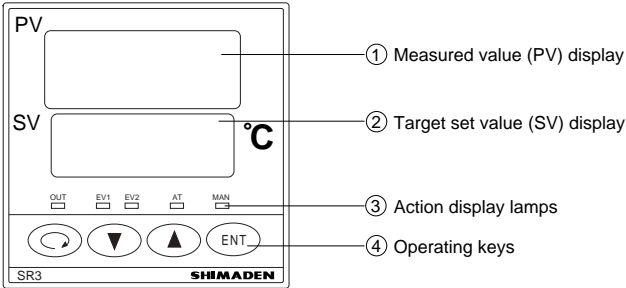 PV
① Measured value (PV) display
SV
② Target set value (SV) display
°C
OUT EV1 EV2 AT MAN
③ Action display lamps
ENT
④ Operating keys
SR3 SHIMADEN